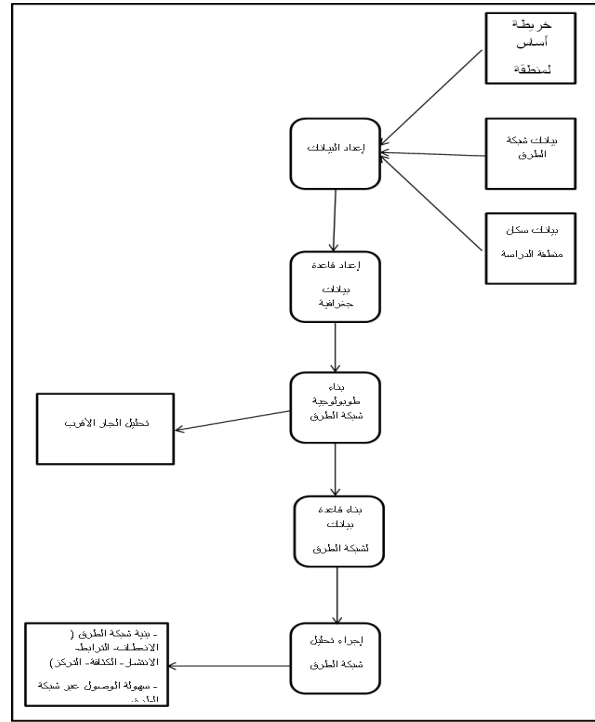 خريطة
أساس
لمنطقة
إعداد البيانات
بيانات شبكة
الطرق
بيانات سكان
منطقة الدراسة
إعداد قاعدة
بيانات
جغرافية
بناء
طوبولوجية
شبكة الطرق
تحليل الجار الأقرب
بناء قاعدة
بيانات
لشبكة الطرق
إجراء تحليل
شبكة الطرق
- بنية شبكة الطرق (
الانعطاف- الترابط-
الانتشار- الكثافة- التركز)
- سهولة الوصول عبر شبكة
الطرق